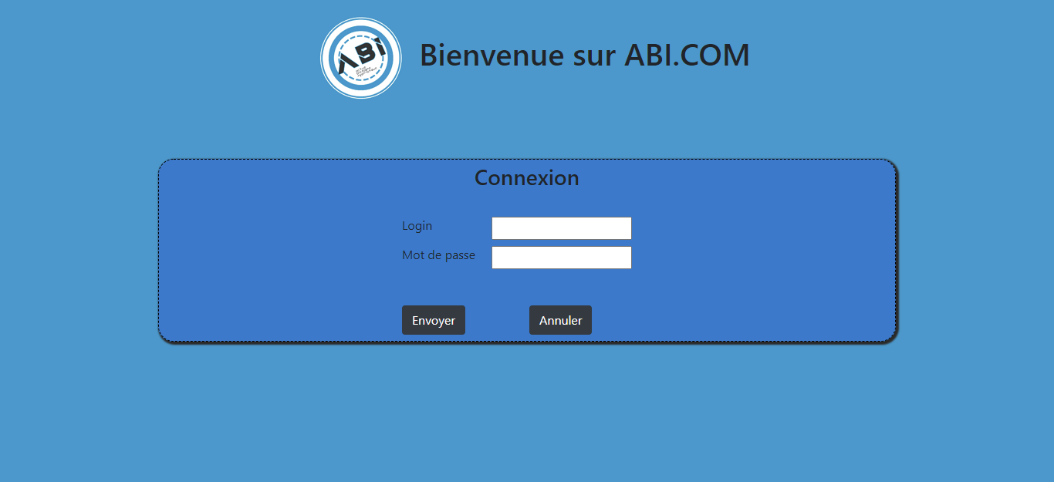 ABI
Bienvenue sur ABI.COM
Connexion
Login
Mot de passe
Envoyer
Annuler